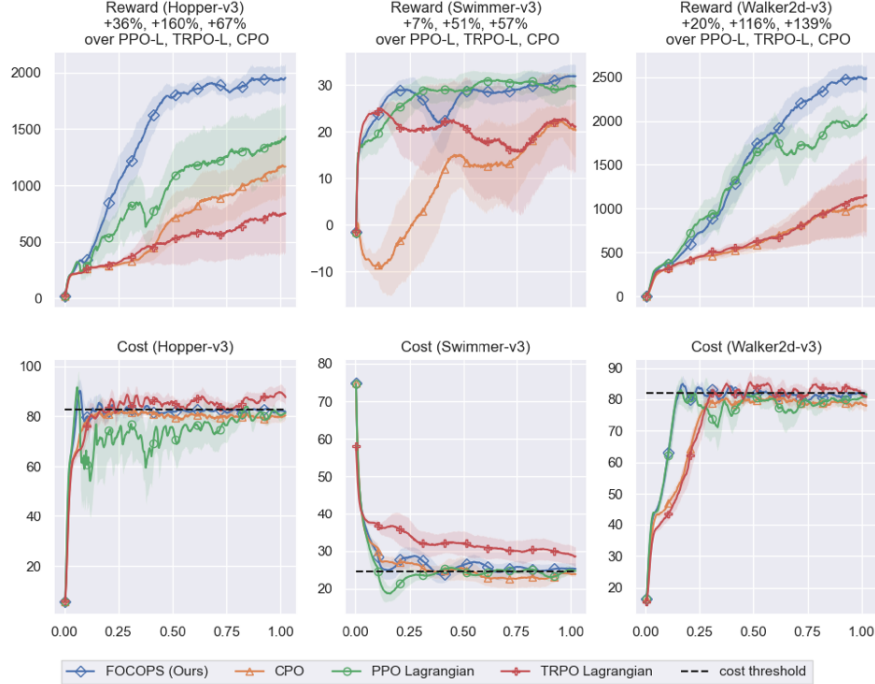 Reward (Hopper-v3)
+36%, +160%, +67%
over PPO-L, TRPO-L, CPO
Reward (Swimmer-v3)
+7%, +51%, +57%
over PPO-L, TRPO-L, CPO
Reward (Walker2d-v3)
+20%, +116%, +139%
over PPO-L, TRPO-L, CPO
2000
1500
1000
500
0
30
20
10
0
−10
2500
2000
1500
1000
500
0
Cost (Hopper-v3)
Cost (Swimmer-v3)
Cost (Walker2d-v3)
100
80
60
40
20
80
70
60
50
40
30
20
90
80
70
60
50
40
30
20
0.00 0.25 0.50 0.75 1.00
0.00 0.25 0.50 0.75 1.00
0.00 0.25 0.50 0.75 1.00
FOCOPS (Ours) CPO PPO Lagrangian TRPO Lagrangian cost threshold